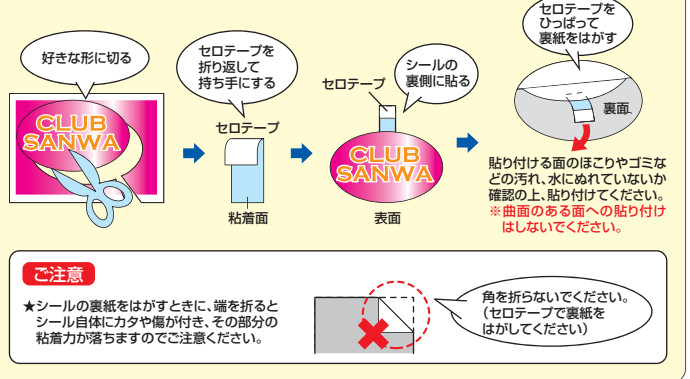 好きな形に切る
CLUB
SANWA
セロテープを
折り返して
持ち手にする
セロテープ
粘着面
セロテープ
シールの
裏側に貼る
CLUB
SANWA
表面
セロテープを
ひっぱって
裏紙をはがす
裏面
貼り付ける面のほこりやゴミな
どの汚れ、水にぬれていないか
確認の上、貼り付けてください。
※曲面のある面への貼り付け
はしないでください。
ご注意
★シールの裏紙をはがすときに、端を折ると
シール自体にカタや傷が付き、その部分の
粘着力が落ちますのでご注意ください。
角を折らないでください。
（セロテープで裏紙を
はがしてください）